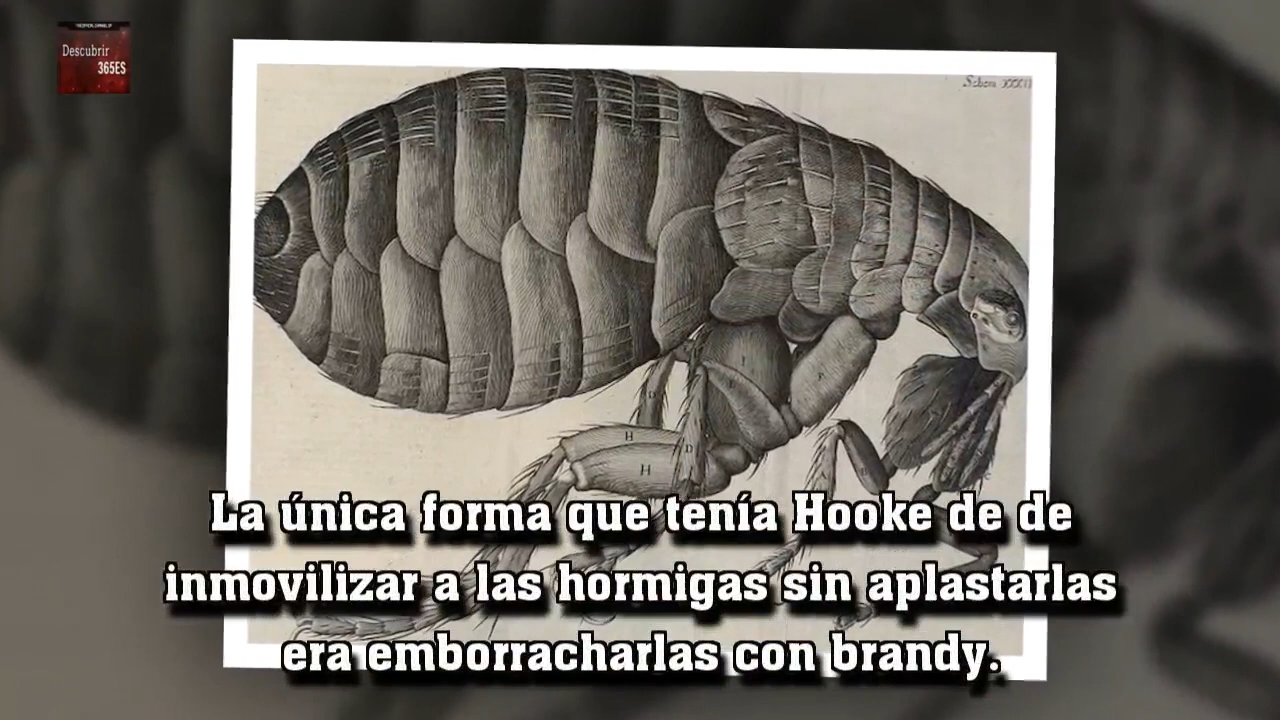 Descubrir
365ES
Schem XXXIV
La única forma que tenía Hooke de de
inmovilizar a las hormigas sin aplastarlas
era emborracharlas con brandy.
H
H
D